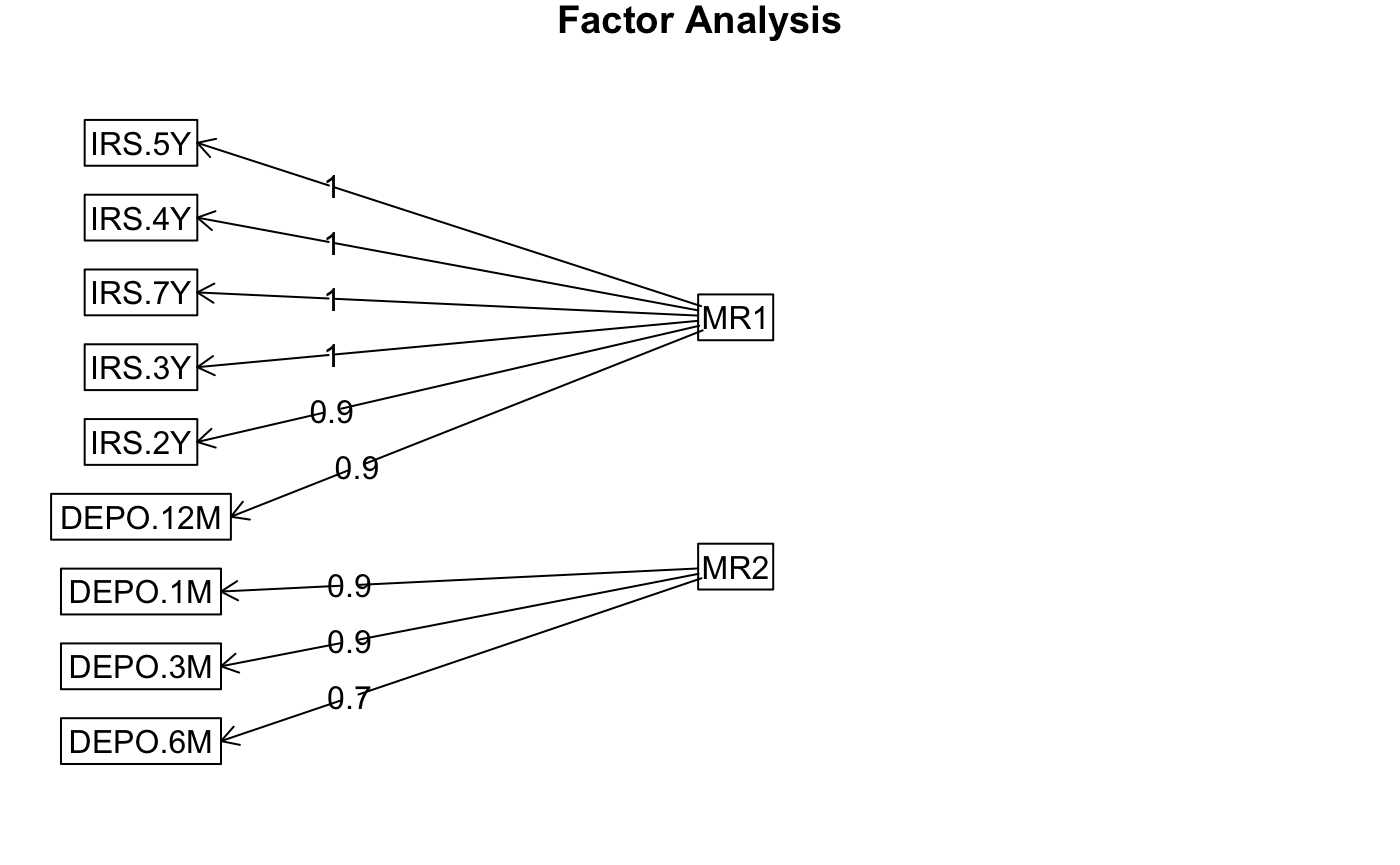 Factor Analysis
IRS.5Y
1
IRS.4Y
1
IRS.7Y
1
MR1
IRS.3Y
1
IRS.2Y
0.9
0.9
DEPO.12M
DEPO.1M
0.9
MR2
DEPO.3M
0.9
0.7
DEPO.6M